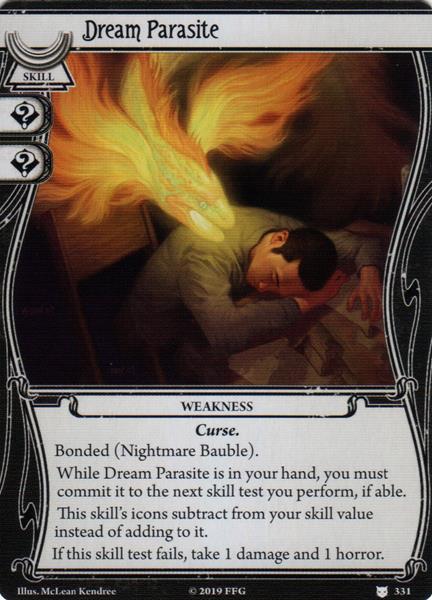 Dream Parasite
SKILL
?
?
WEAKNESS
Curse.
Bonded (Nightmare Bauble).
While Dream Parasite is in your hand, you must
commit it to the next skill test you perform, if able.
This skill's icons subtract from your skill value
instead of adding to it.
If this skill test fails, take 1 damage and 1 horror.
Illus. McLean Kendree © 2019 FFG 331